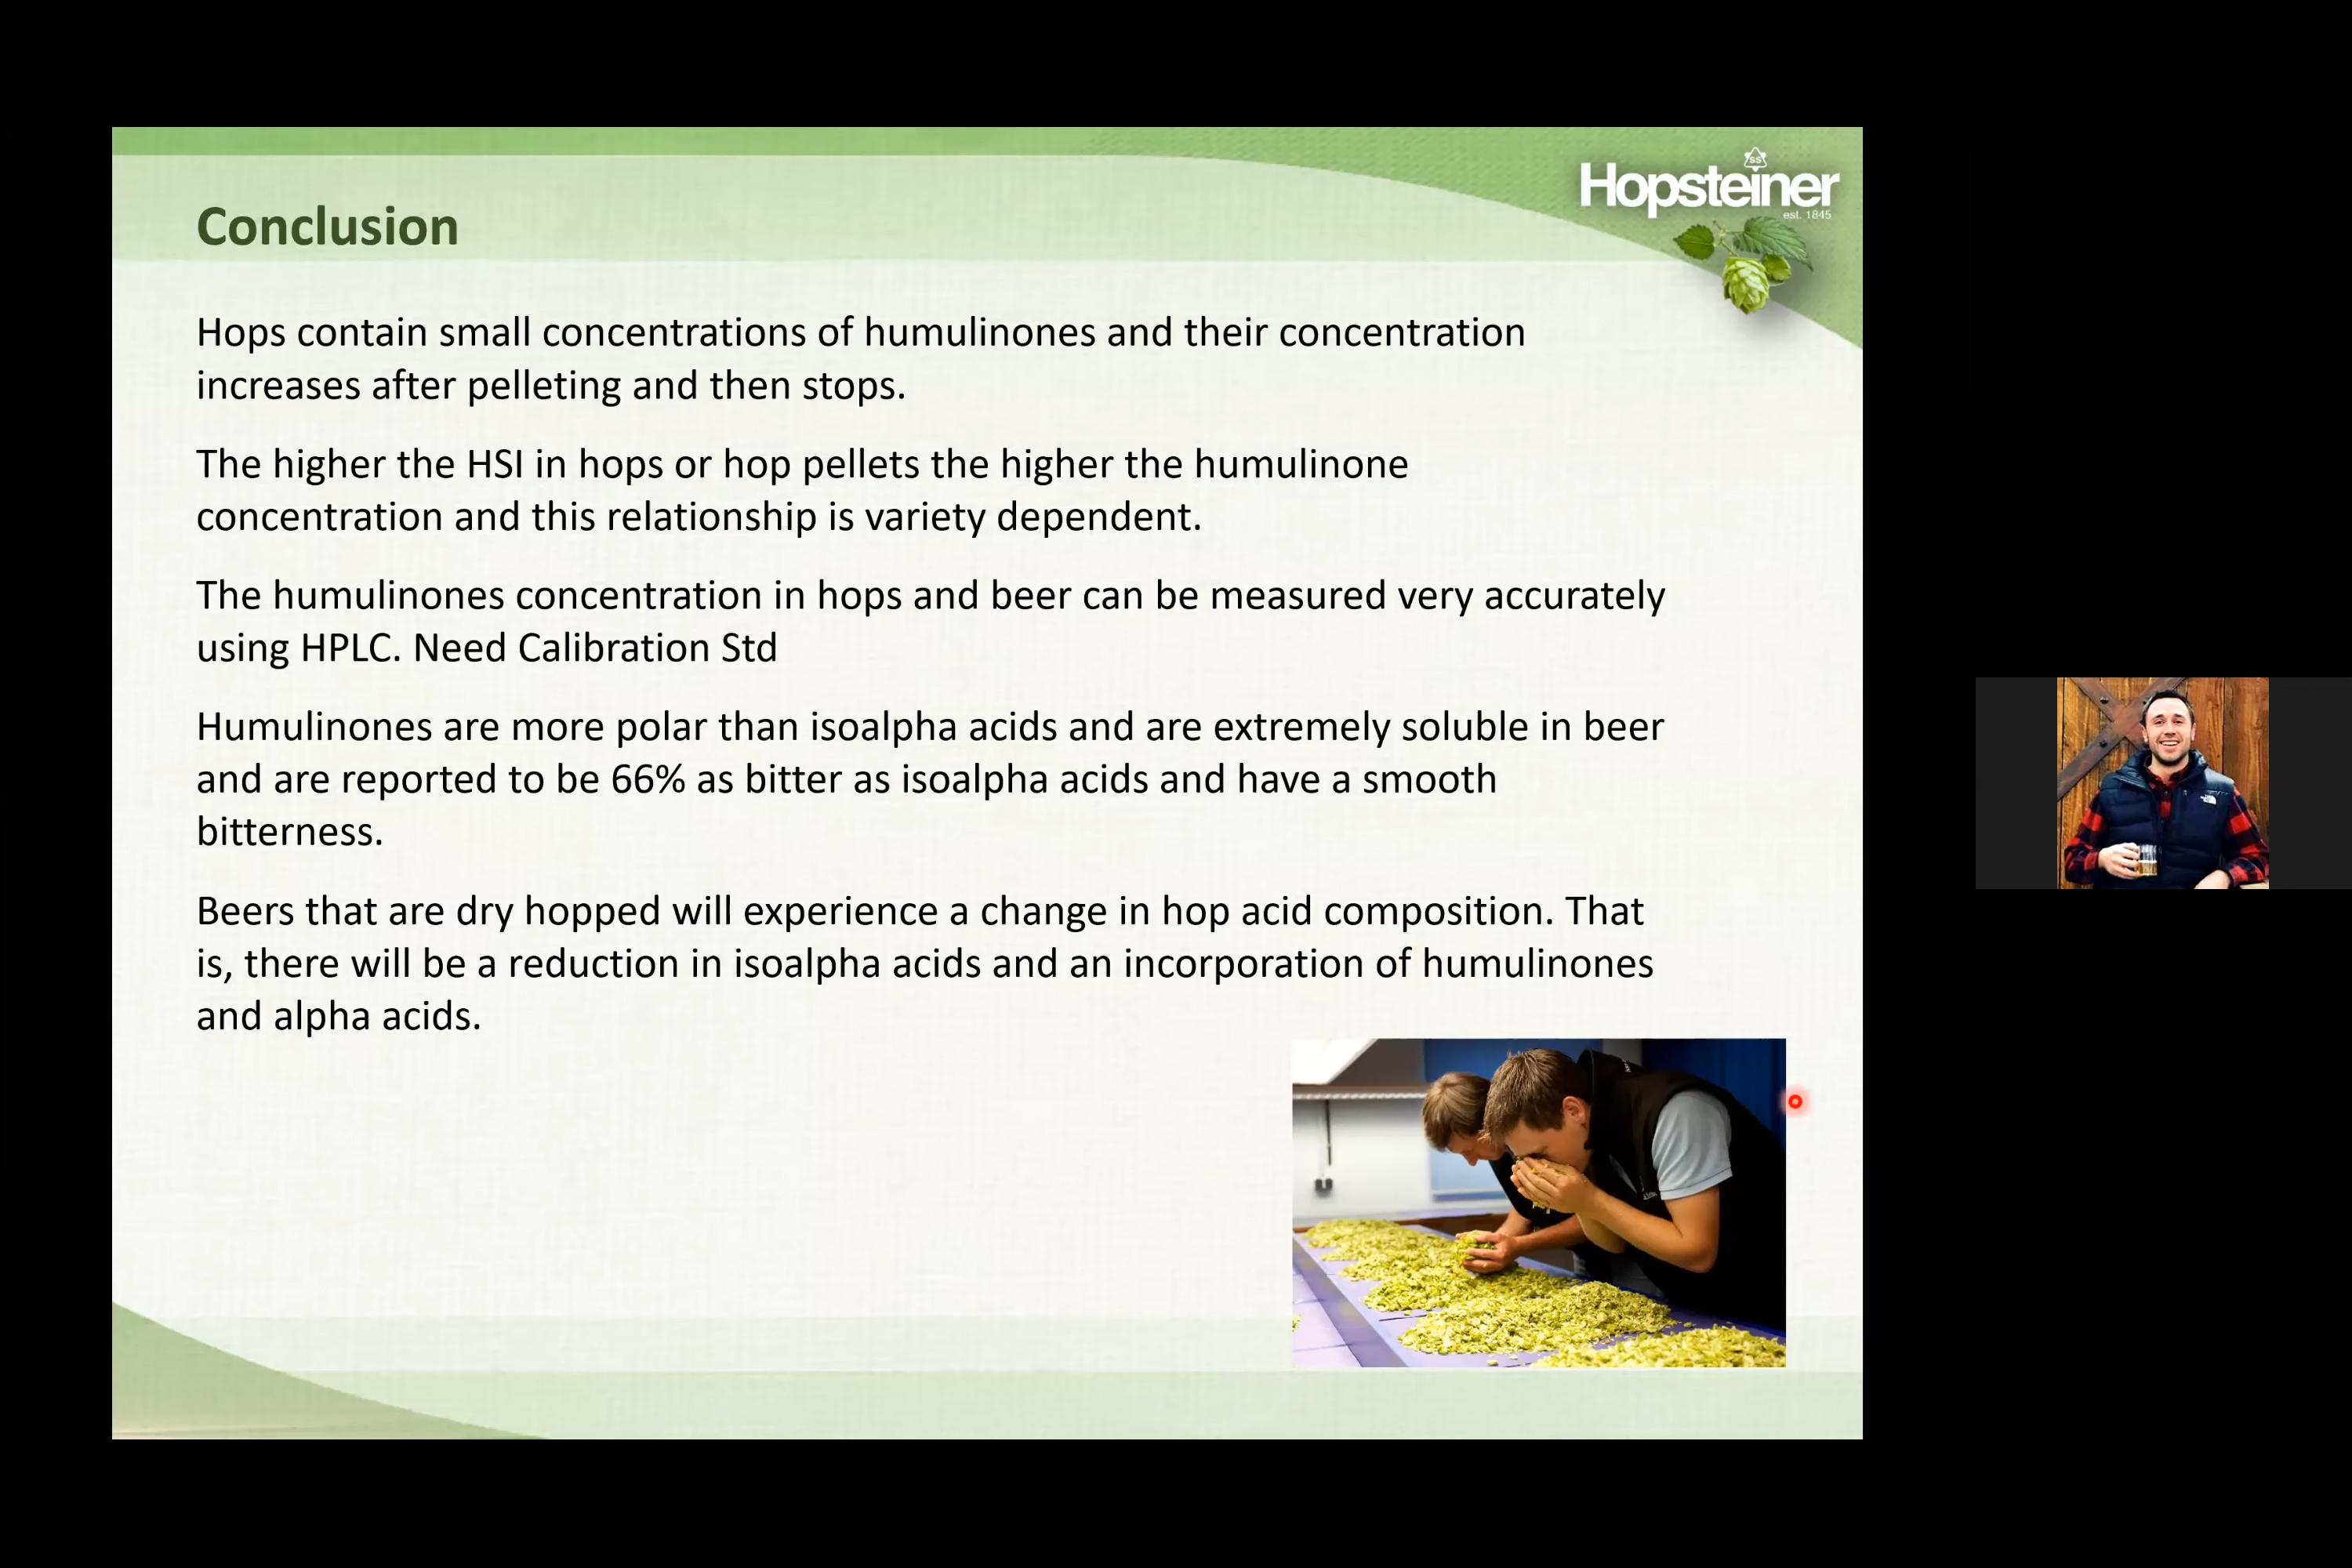 Hopsteiner
SS
est. 1845
Conclusion
Hops contain small concentrations of humulinones and their concentration
increases after pelleting and then stops.
The higher the HSI in hops or hop pellets the higher the humulinone
concentration and this relationship is variety dependent.
The humulinones concentration in hops and beer can be measured very accurately
using HPLC. Need Calibration Std
Humulinones are more polar than isoalpha acids and are extremely soluble in beer
and are reported to be 66% as bitter as isoalpha acids and have a smooth
bitterness.
Beers that are dry hopped will experience a change in hop acid composition. That
is, there will be a reduction in isoalpha acids and an incorporation of humulinones
and alpha acids.